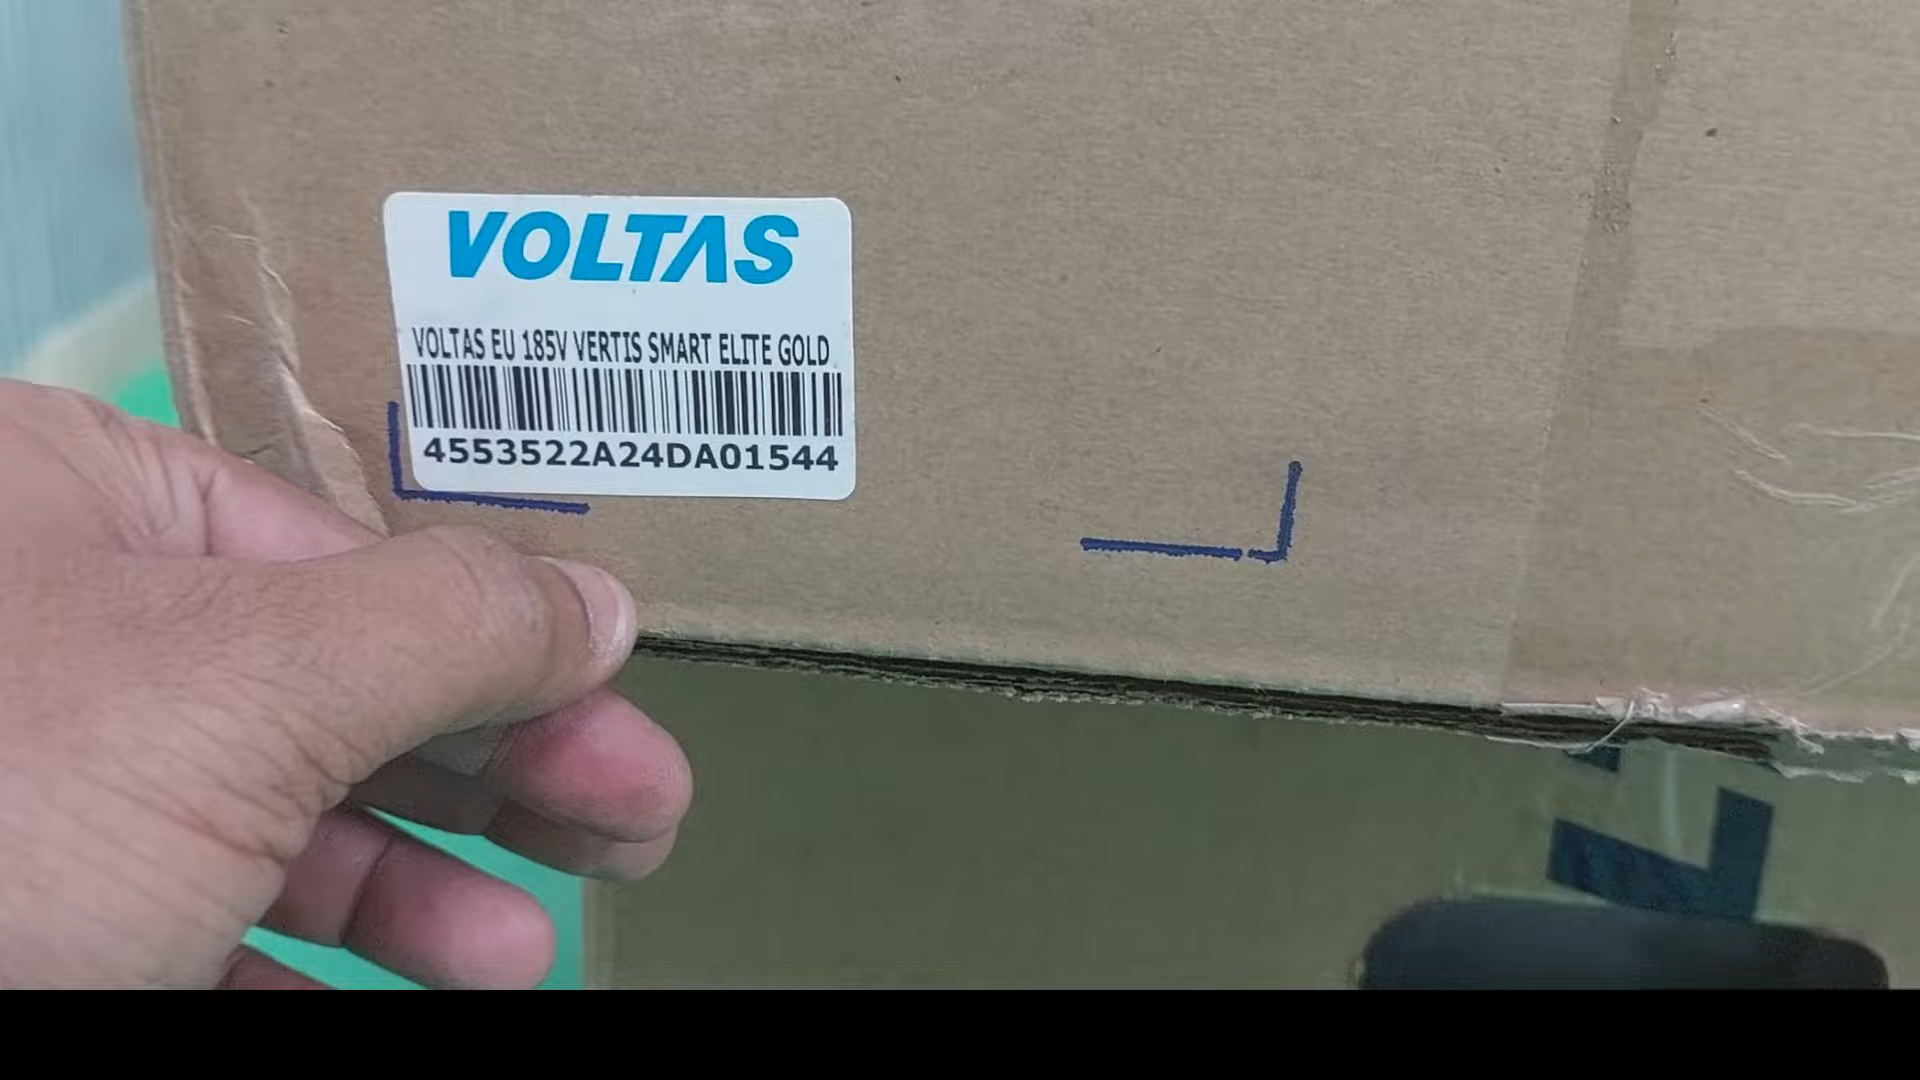 VOLTAS
VOLTAS EU 185V VERTIS SMART ELITE GOLD
4553522A24DA01544